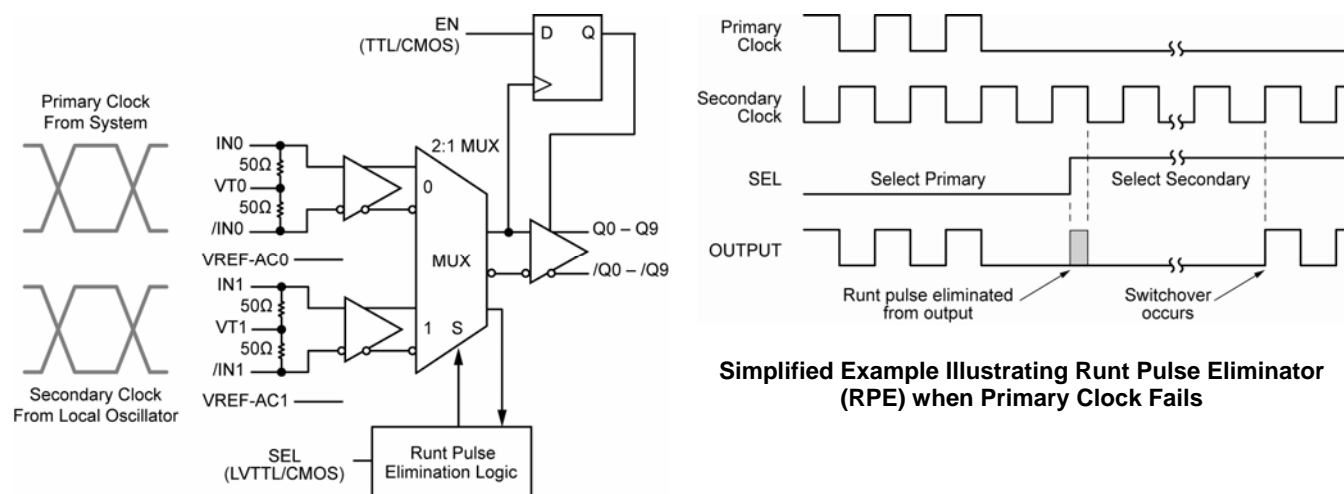 EN
(TTL/CMOS)
D
Q
Primary Clock
From System
Secondary Clock
From Local Oscillator
IN0
50Ω
VT0
50Ω
/IN0
VREF-AC0
IN1
50Ω
VT1
50Ω
/IN1
VREF-AC1
2:1 MUX
0
MUX
1
S
Q0 – Q9
/Q0 – /Q9
SEL
(LVTTL/CMOS)
Runt Pulse
Elimination Logic
Primary
Clock
Secondary
Clock
SEL
Select Primary
Select Secondary
OUTPUT
Runt pulse eliminated
from output
Switchover
occurs
Simplified Example Illustrating Runt Pulse Eliminator
(RPE) when Primary Clock Fails